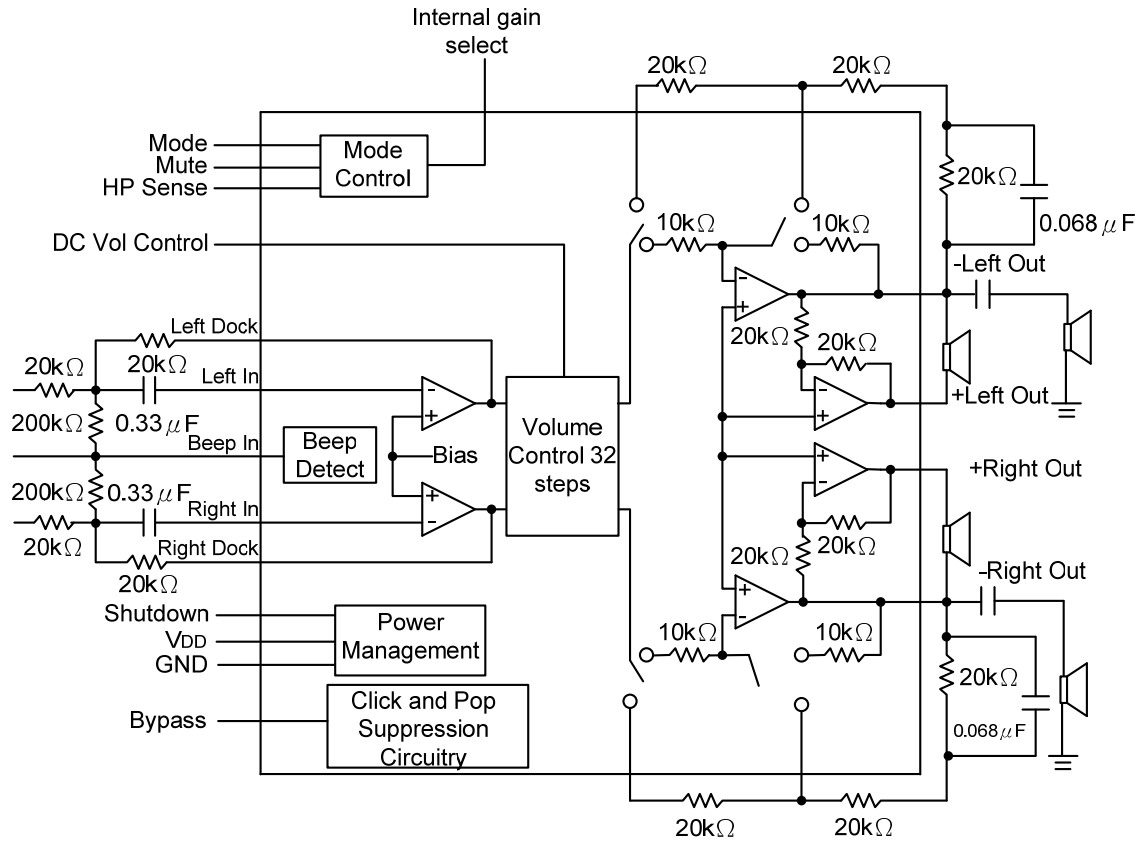 Internal gain
select
20kΩ
20kΩ
Mode
Mute
HP Sense
Mode
Control
20kΩ
0.068μF
DC Vol Control
10kΩ
10kΩ
-Left Out
-
+
20kΩ
20kΩ
Left Dock
20kΩ
20kΩ
Left In
-
+
-
+
+Left Out
200kΩ
0.33μF
Beep In
Beep
Detect
Bias
Volume
Control 32
steps
+
-
+Right Out
200kΩ
0.33μF
Right In
+
-
20kΩ
Right Dock
20kΩ
20kΩ
20kΩ
-Right Out
+
-
Shutdown
VDD
GND
Power
Management
10kΩ
10kΩ
20kΩ
0.068μF
Bypass
Click and Pop
Suppression
Circuitry
20kΩ
20kΩ